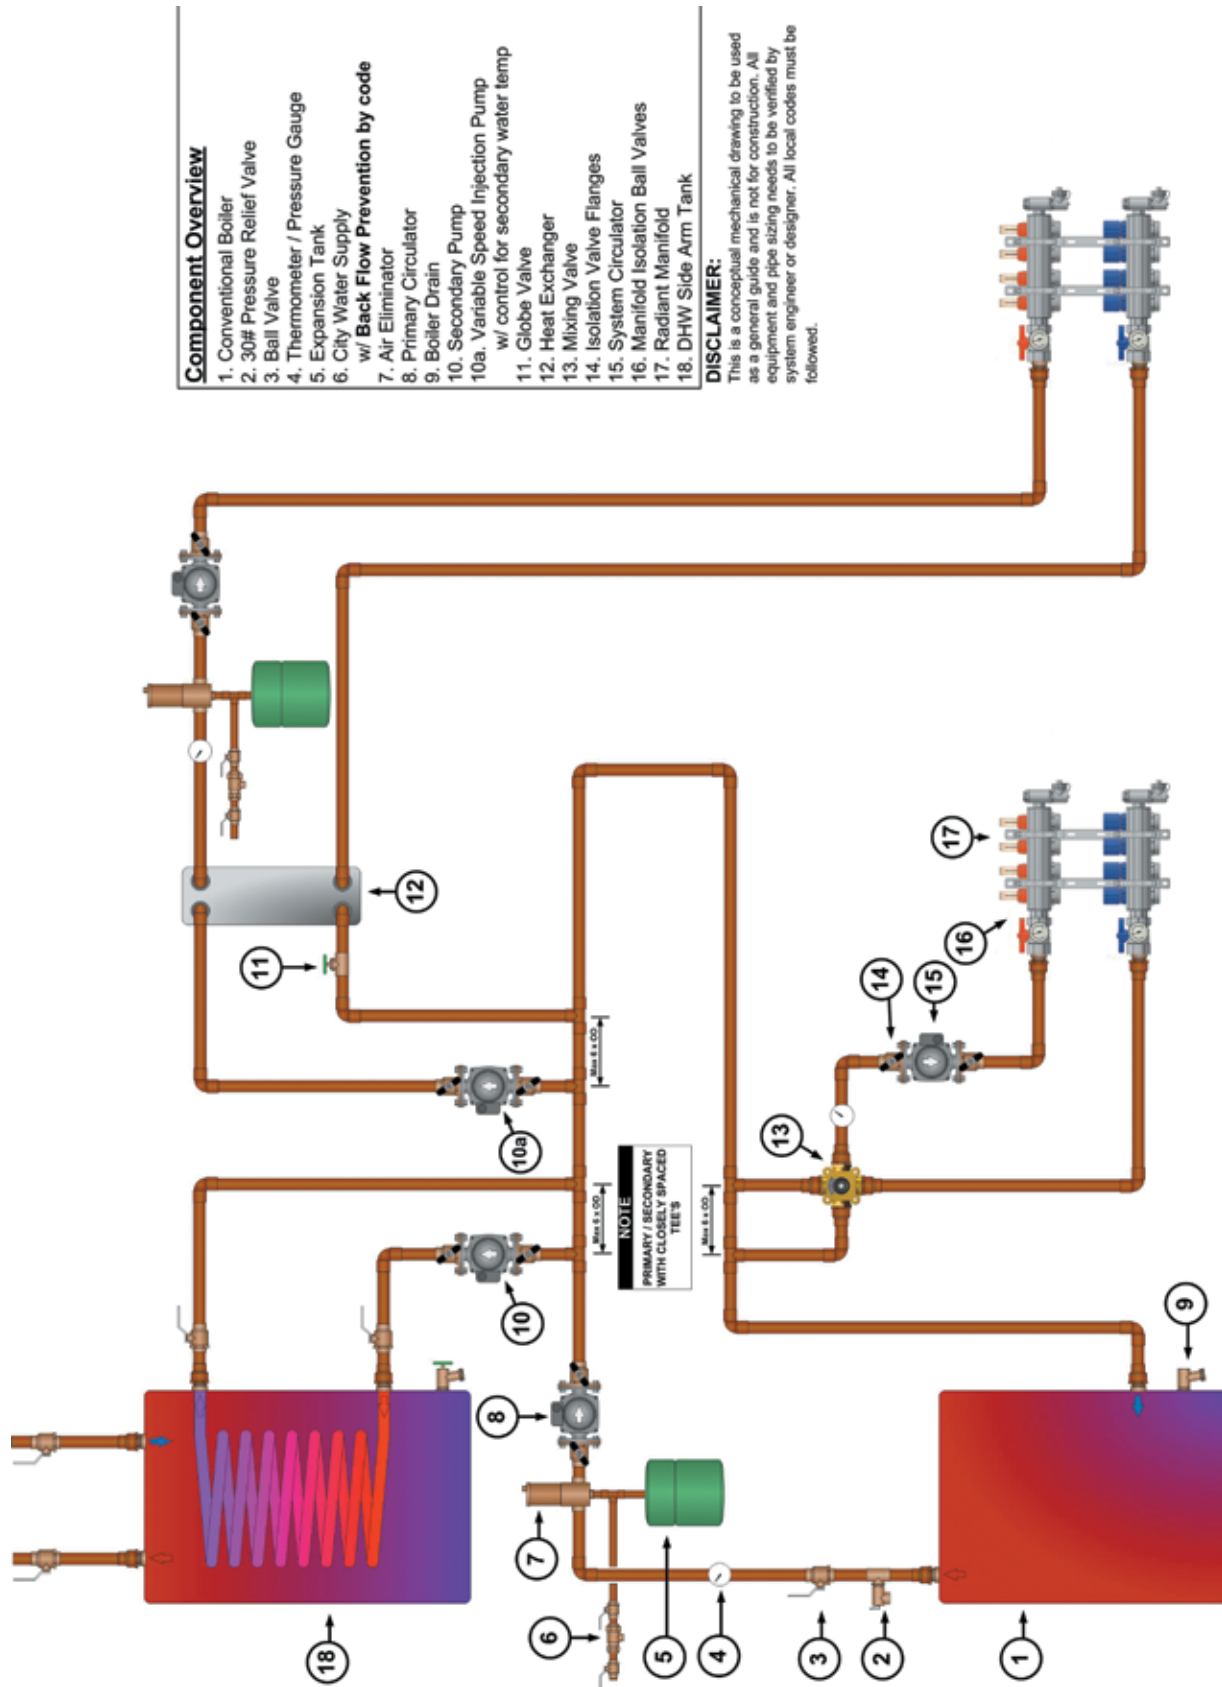 Component Overview
1. Conventional Boiler
2. 30# Pressure Relief Valve
3. Ball Valve
4. Thermometer / Pressure Gauge
5. Expansion Tank
6. City Water Supply
w/ Back Flow Prevention by code
7. Air Eliminator
8. Primary Circulator
9. Boiler Drain
10. Secondary Pump
10a. Variable Speed Injection Pump
w/ control for secondary water temp
11. Globe Valve
12. Heat Exchanger
13. Mixing Valve
14. Isolation Valve Flanges
15. System Circulator
16. Manifold Isolation Ball Valves
17. Radiant Manifold
18. DHW Side Arm Tank
DISCLAIMER:
This is a conceptual mechanical drawing to be used
as a general guide and is not for construction. All
equipment and pipe sizing needs to be verified by
system engineer or designer. All local codes must be
followed.
12
11
10a
10
Max 6 x OD
Max 6 x OD
NOTE
PRIMARY / SECONDARY
WITH CLOSELY SPACED
TEE'S
Max 6 x OD
17
16
15
14
13
18
8
7
6
5
4
3
2
1
9